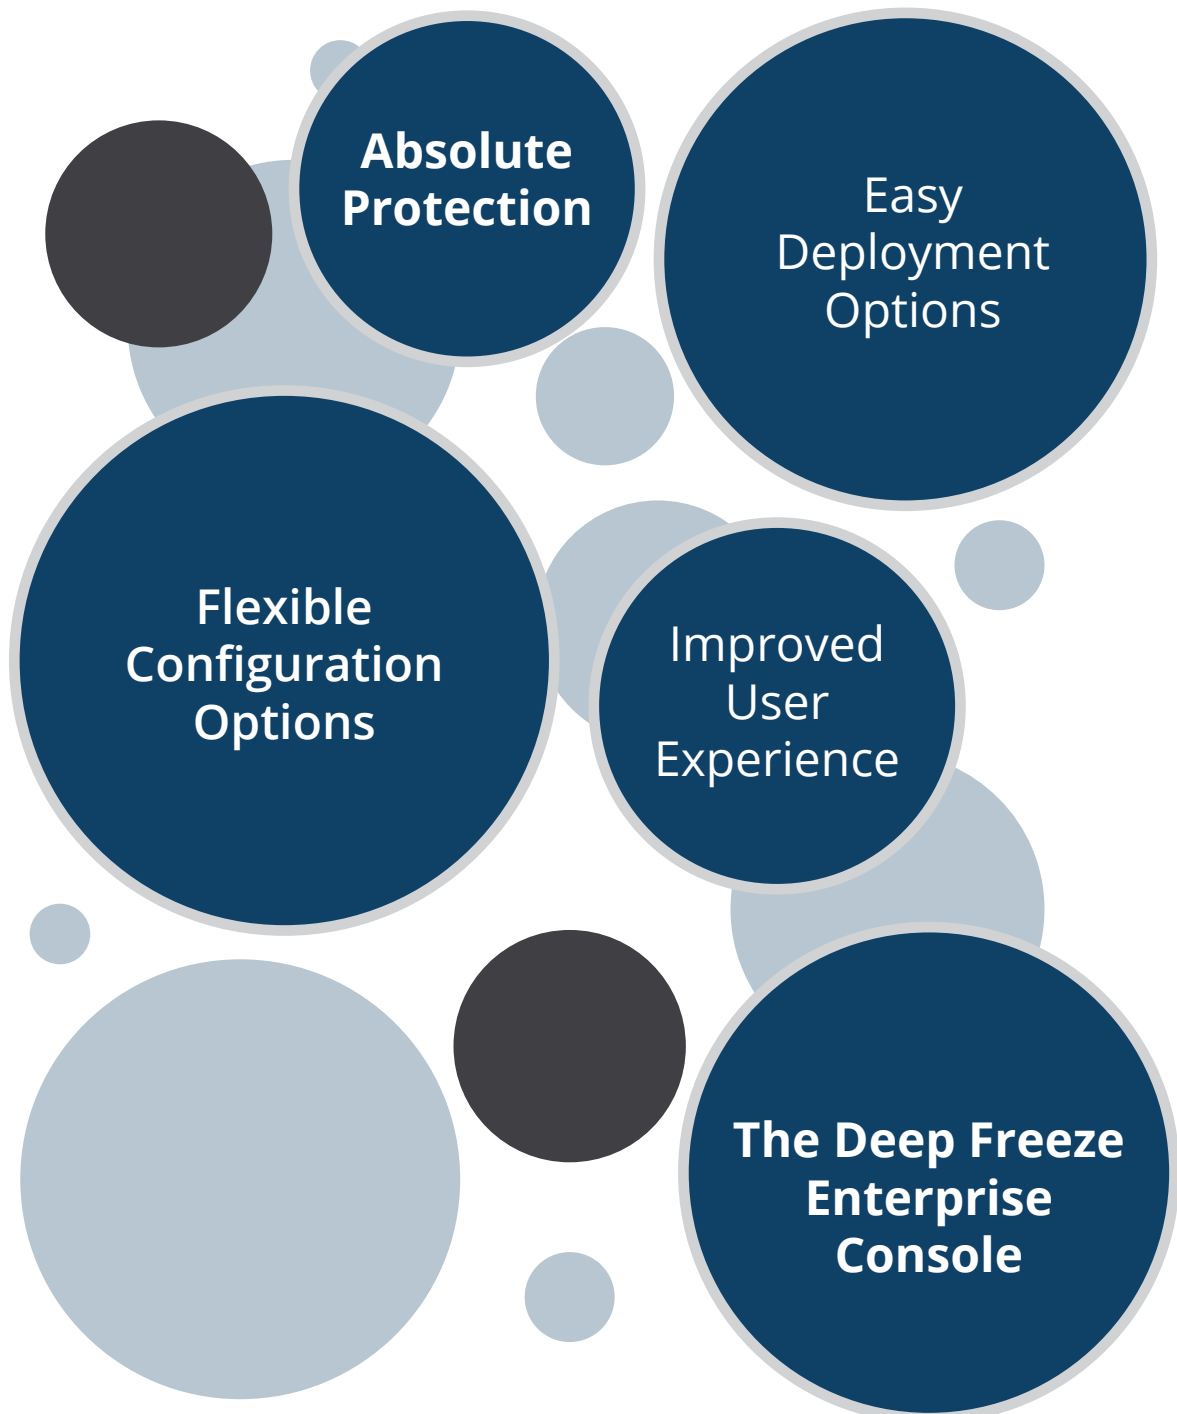 Absolute
Protection
Easy
Deployment
Options
Flexible
Configuration
Options
Improved
User
Experience
The Deep Freeze
Enterprise
Console